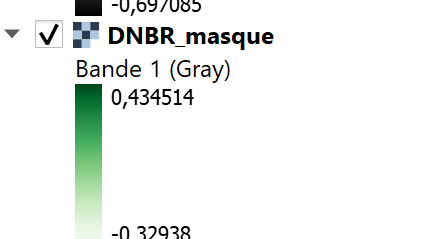 -0,697085
DNBR_masque
Bande 1 (Gray)
0,434514
-0,32938